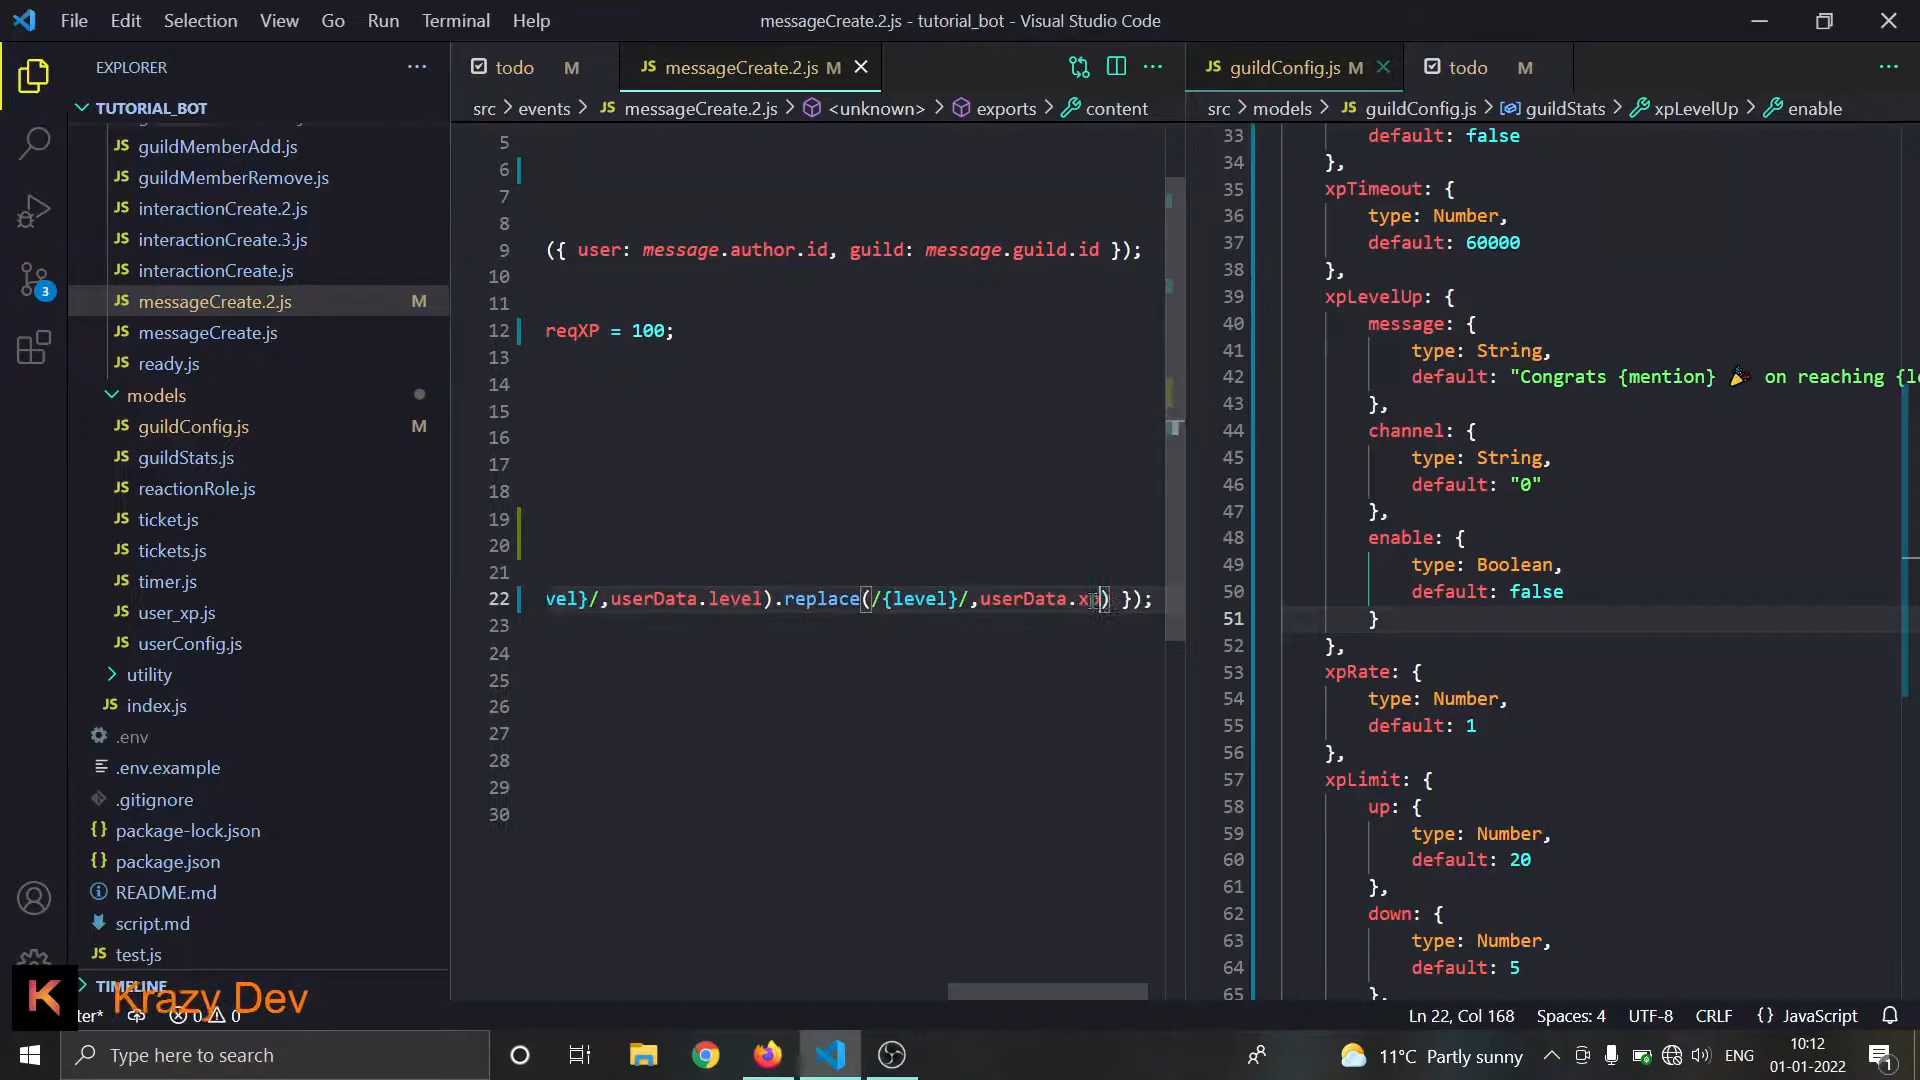 File Edit Selection View Go Run Terminal Help
messageCreate.2.js - tutorial_bot - Visual Studio Code
EXPLORER
TUTORIAL_BOT
guildMemberAdd.js
guildMemberRemove.js
interactionCreate.2.js
interactionCreate.3.js
interactionCreate.js
messageCreate.2.js M
messageCreate.js
ready.js
models
guildConfig.js M
guildStats.js
reactionRole.js
ticket.js
tickets.js
timer.js
user_xp.js
userConfig.js
utility
index.js
.env
.env.example
.gitignore
package-lock.json
package.json
README.md
script.md
test.js
TIMELINE
3
todo M
messageCreate.2.js M
src > events > messageCreate.2.js > <unknown> > exports > content
5
6
7
8
9 ({ user: message.author.id, guild: message.guild.id });
10
11
12 reqXP = 100;
13
14
15
16
17
18
19
20
21
22 vel}/,userData.level).replace(/{level}/,userData.xp) });
23
24
25
26
27
28
29
30
guildConfig.js M
todo M
src > models > guildConfig.js > guildStats > xpLevelUp > enable
33 default: false
34 },
35 xpTimeout: {
36 type: Number,
37 default: 60000
38 },
39 xpLevelUp: {
40 message: {
41 type: String,
42 default: "Congrats {mention} 🎉 on reaching {le
43 },
44 channel: {
45 type: String,
46 default: "0"
47 },
48 enable: {
49 type: Boolean,
50 default: false
51 }
52 },
53 xpRate: {
54 type: Number,
55 default: 1
56 },
57 xpLimit: {
58 up: {
59 type: Number,
60 default: 20
61 },
62 down: {
63 type: Number,
64 default: 5
65 },
K Krazy Dev
ter* 0 0
Ln 22, Col 168 Spaces: 4 UTF-8 CRLF {} JavaScript
Type here to search
11°C Partly sunny
ENG
10:12
01-01-2022
1